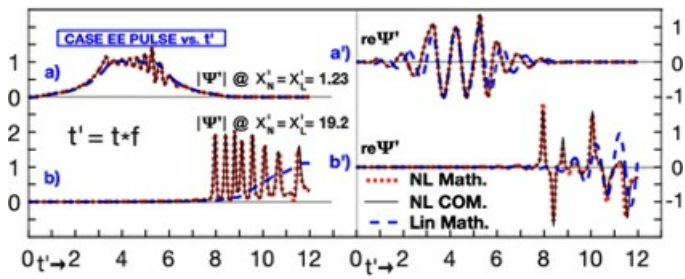 CASE EE PULSE vs. t'
a)
|Ψ'| @ X'N = X'L = 1.23
1
0
2
|Ψ'| @ X'N = X'L = 19.2
t' = t*f
1
b)
0
0 t'→ 2 4 6 8 10 12
a') reΨ'
1
0
-1
reΨ'
b')
1
0
-1
NL Math.
NL COM.
Lin Math.
0 t'→ 2 4 6 8 10 12